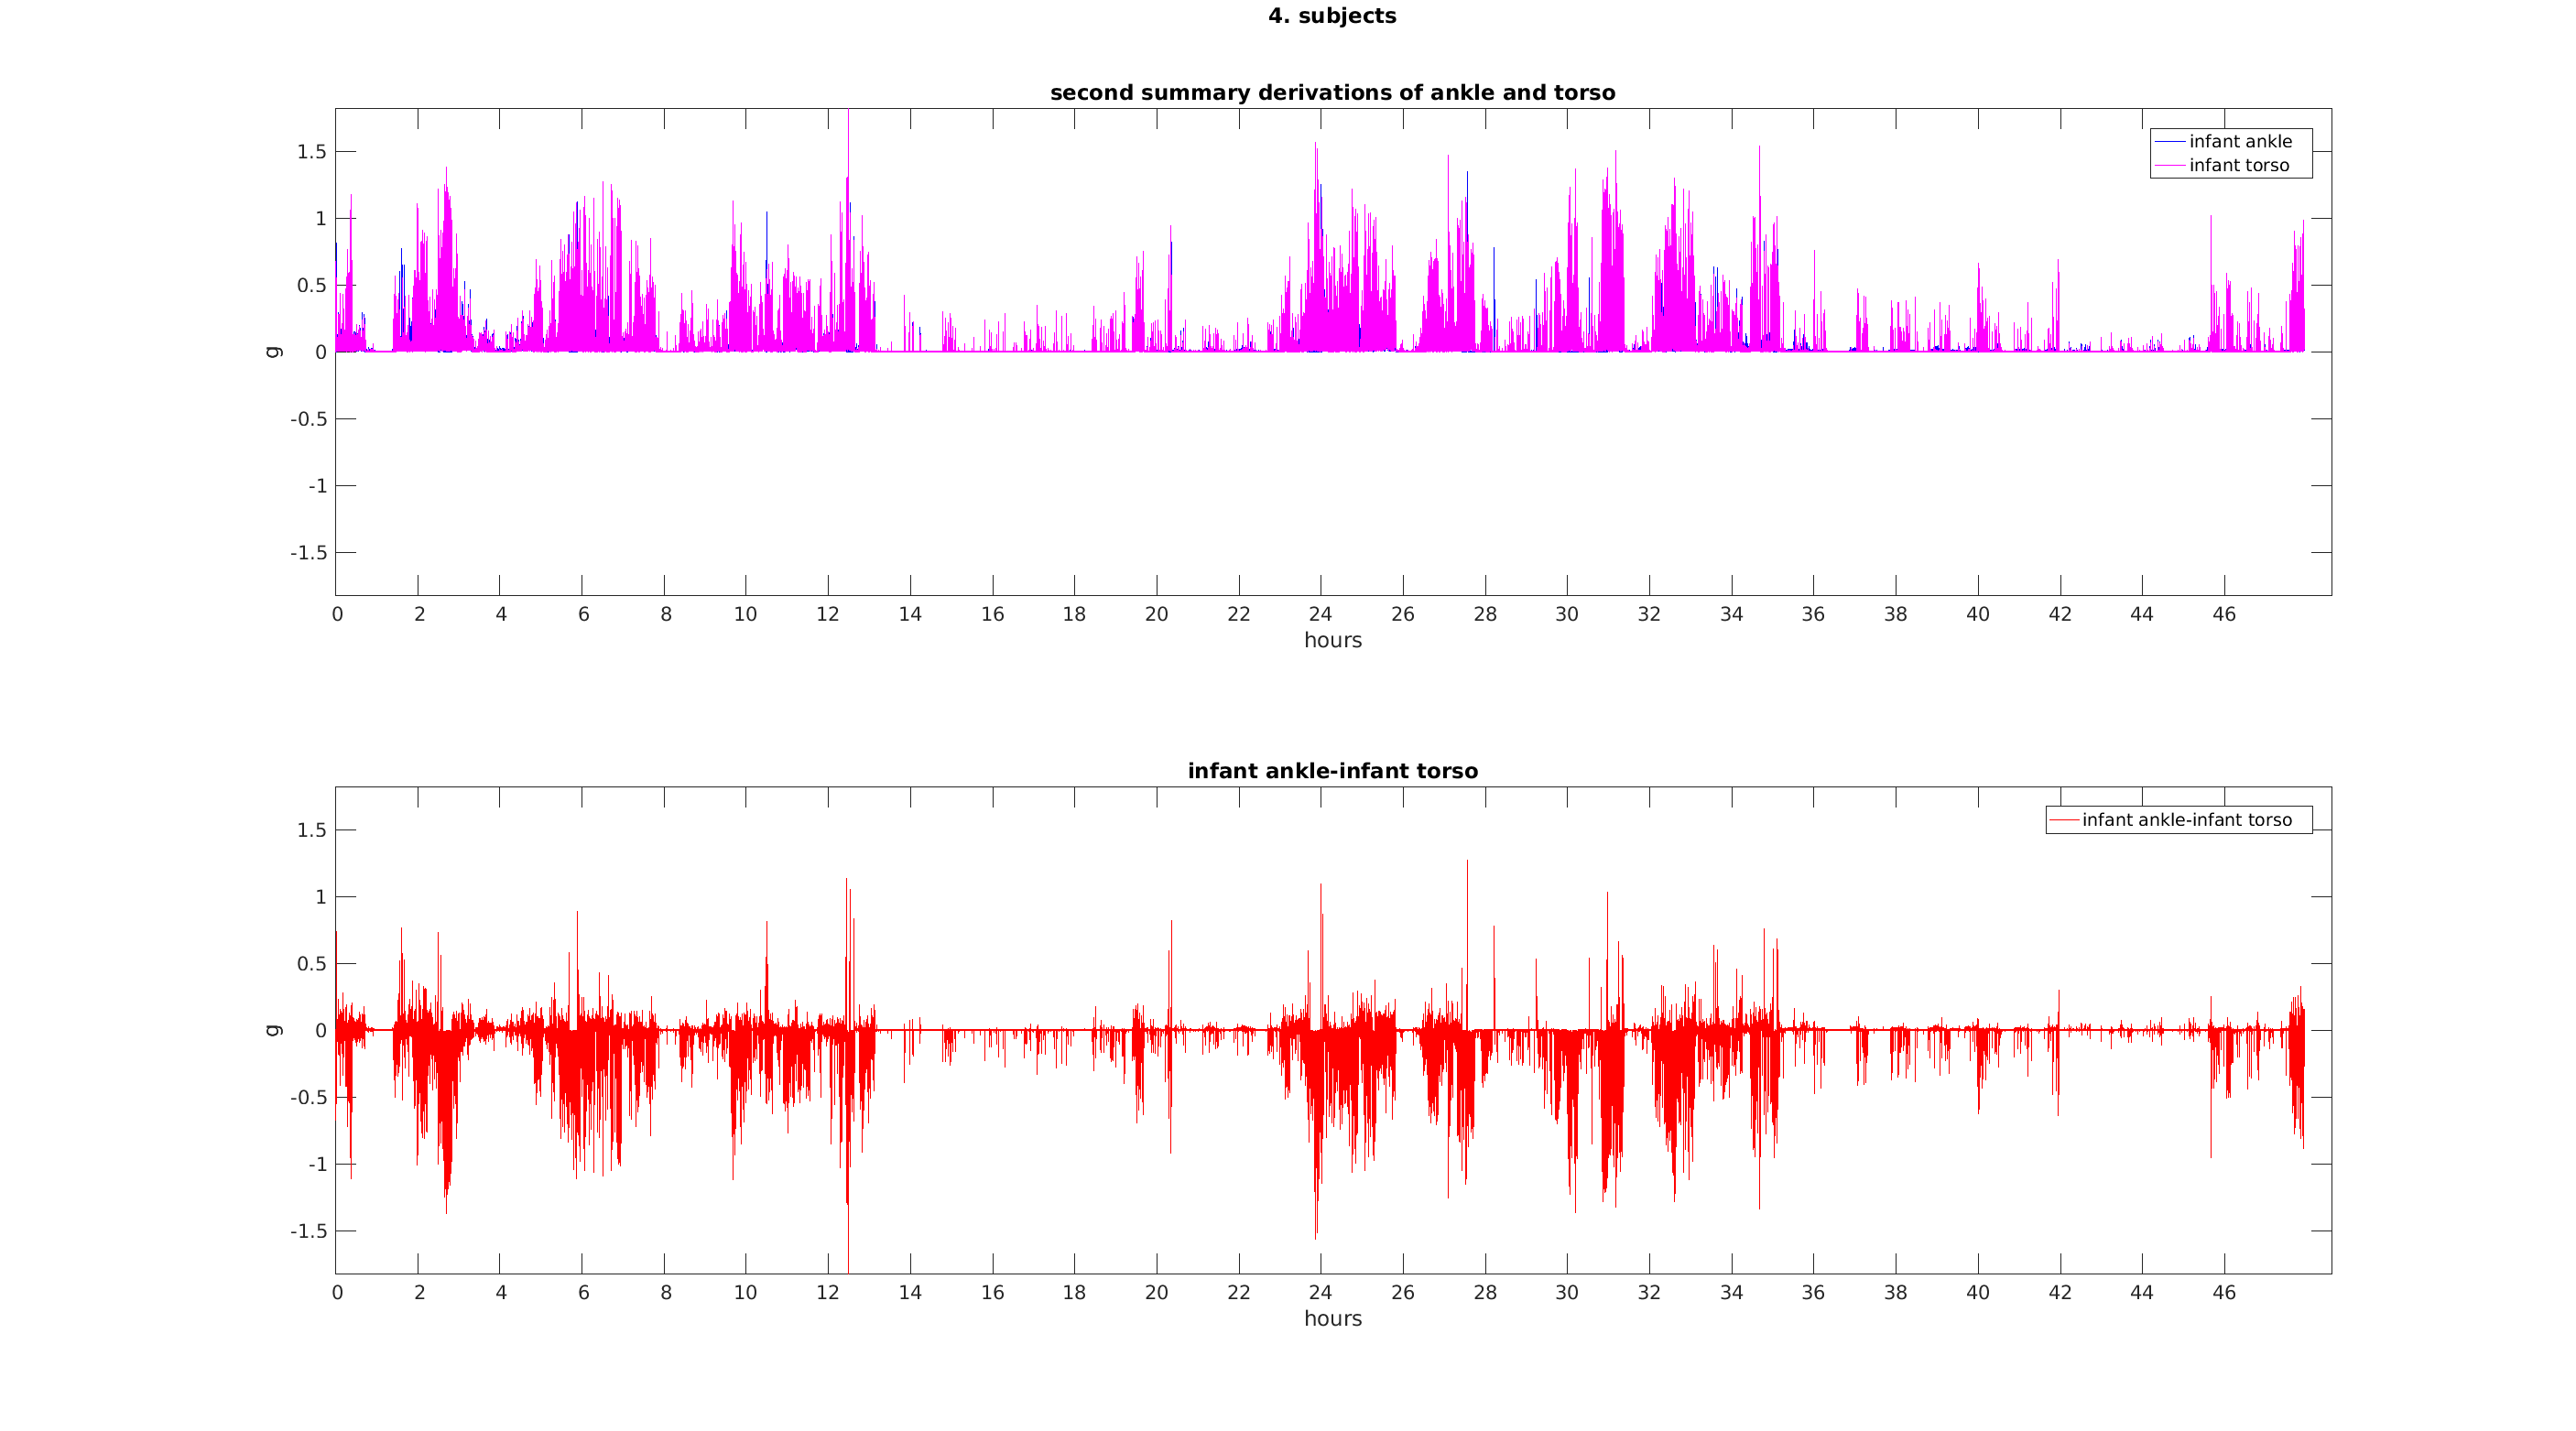 4. subjects
second summary derivations of ankle and torso
infant ankle
infant torso
1.5
1
0.5
0
-0.5
-1
-1.5
g
0 2 4 6 8 10 12 14 16 18 20 22 24 26 28 30 32 34 36 38 40 42 44 46
hours
infant ankle-infant torso
infant ankle-infant torso
1.5
1
0.5
0
-0.5
-1
-1.5
g
0 2 4 6 8 10 12 14 16 18 20 22 24 26 28 30 32 34 36 38 40 42 44 46
hours